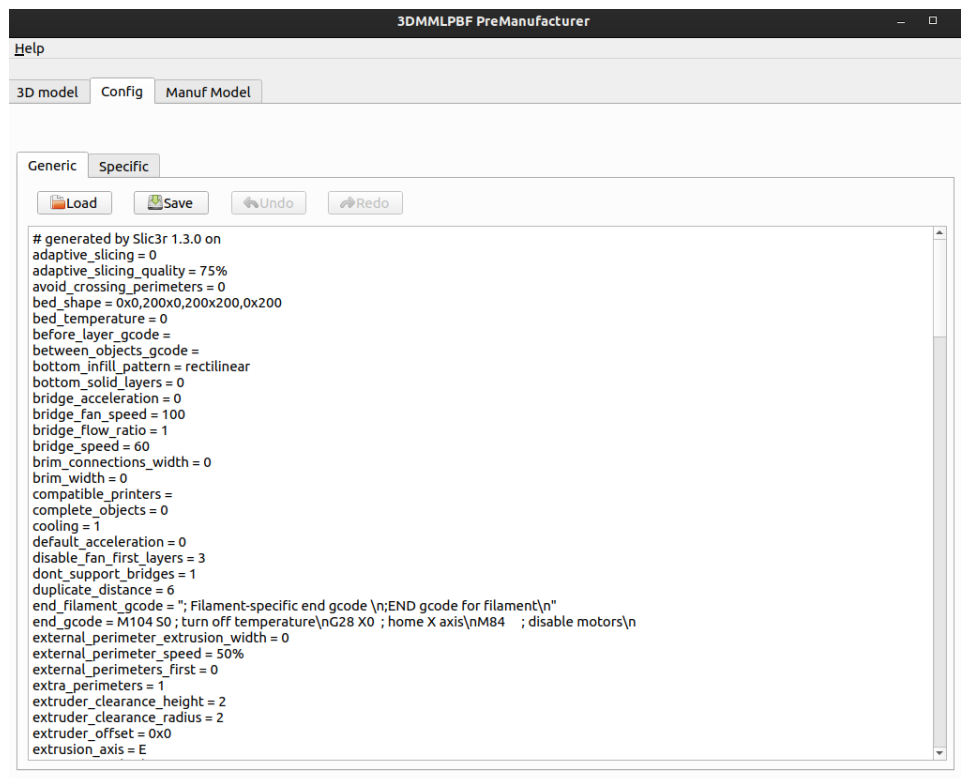 3DMMLPBF PreManufacturer
Help
3D model Config Manuf Model
Generic Specific
Load Save Undo Redo
# generated by Slic3r 1.3.0 on
adaptive_slicing = 0
adaptive_slicing_quality = 75%
avoid_crossing_perimeters = 0
bed_shape = 0x0,200x0,200x200,0x200
bed_temperature = 0
before_layer_gcode =
between_objects_gcode =
bottom_infill_pattern = rectilinear
bottom_solid_layers = 0
bridge_acceleration = 0
bridge_fan_speed = 100
bridge_flow_ratio = 1
bridge_speed = 60
brim_connections_width = 0
brim_width = 0
compatible_printers =
complete_objects = 0
cooling = 1
default_acceleration = 0
disable_fan_first_layers = 3
dont_support_bridges = 1
duplicate_distance = 6
end_filament_gcode = "; Filament-specific end gcode \n;END gcode for filament\n"
end_gcode = M104 S0 ; turn off temperature\nG28 X0  ; home X axis\nM84     ; disable motors\n
external_perimeter_extrusion_width = 0
external_perimeter_speed = 50%
external_perimeters_first = 0
extra_perimeters = 1
extruder_clearance_height = 2
extruder_clearance_radius = 2
extruder_offset = 0x0
extrusion_axis = E